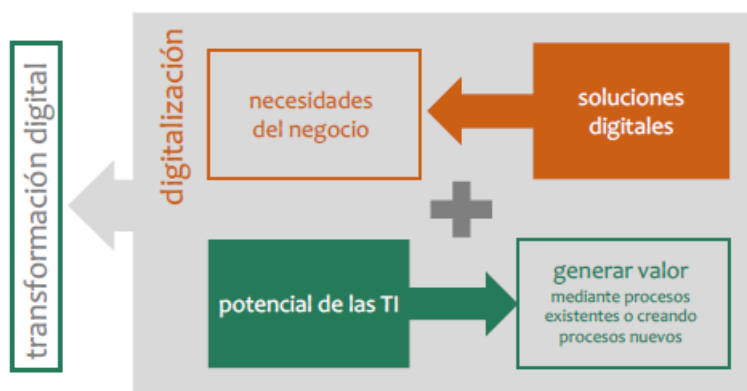 transformación digital
digitalización
necesidades
del negocio
soluciones
digitales
potencial de las TI
generar valor
mediante procesos
existentes o creando
procesos nuevos